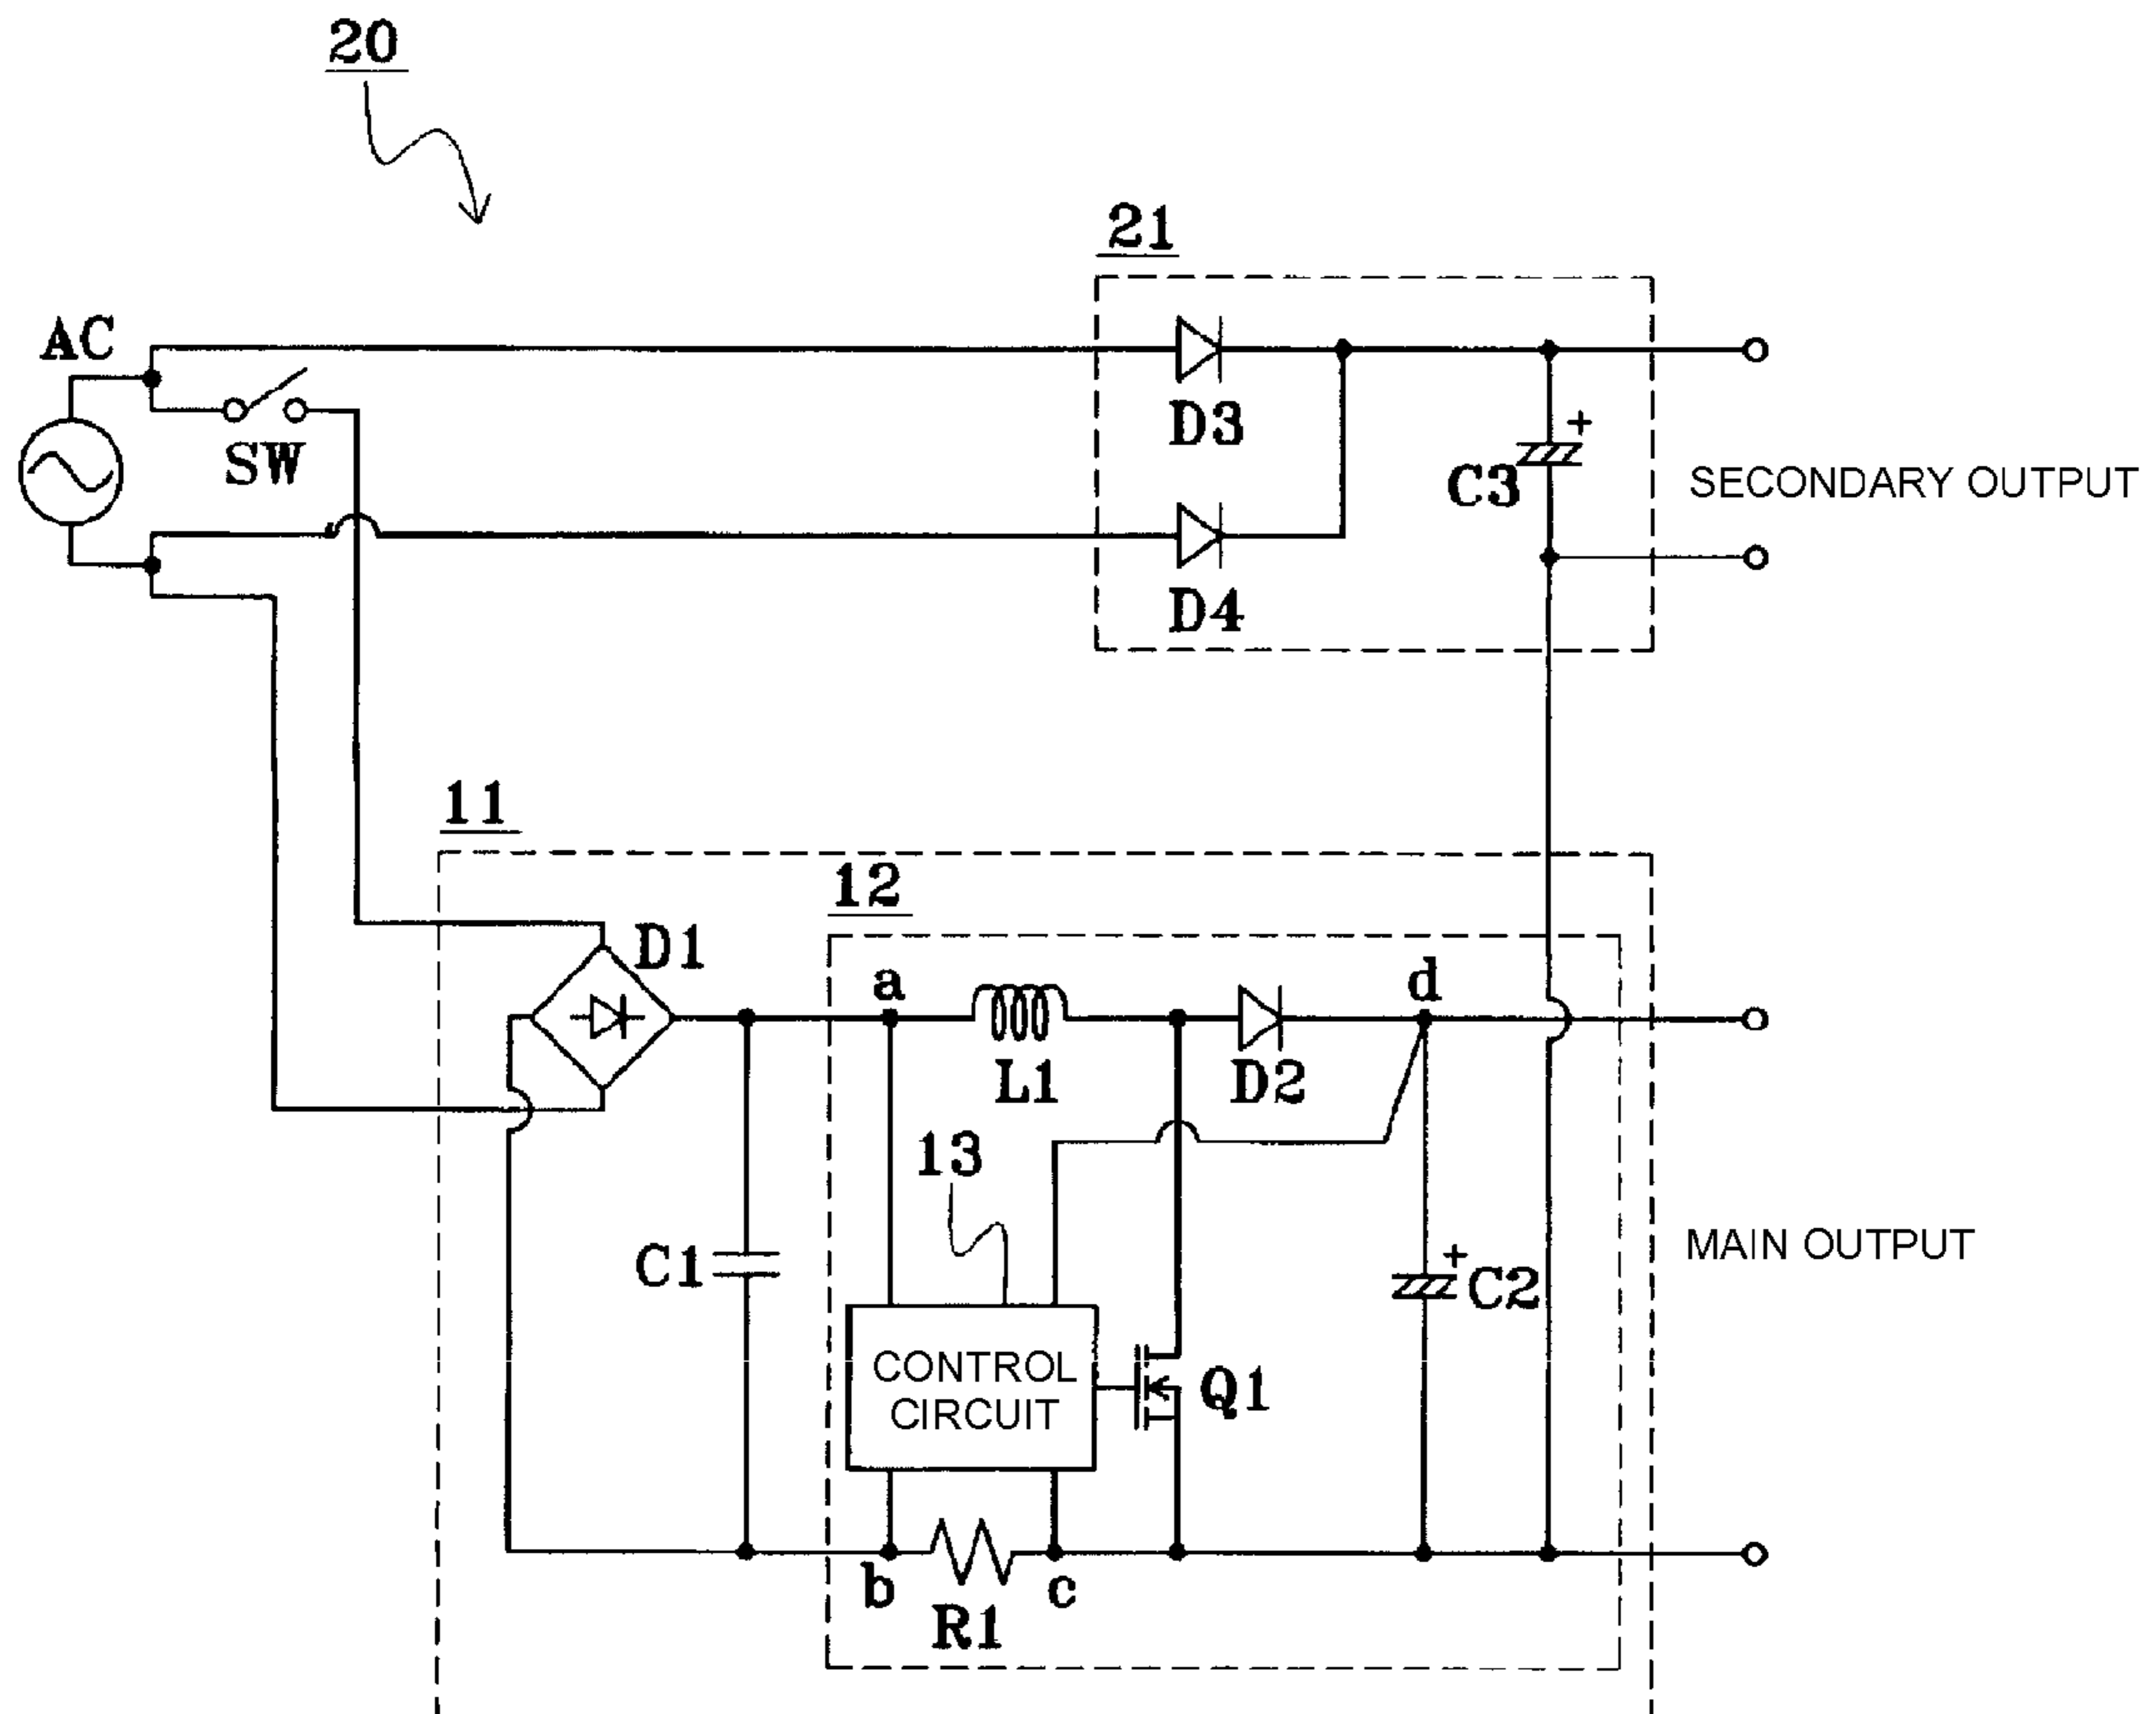 20
21
AC
SW
D3
+
C3
SECONDARY OUTPUT
D4
11
12
D1
a
d
L1
D2
13
MAIN OUTPUT
C1
+
C2
CONTROL
CIRCUIT
Q1
b
c
R1